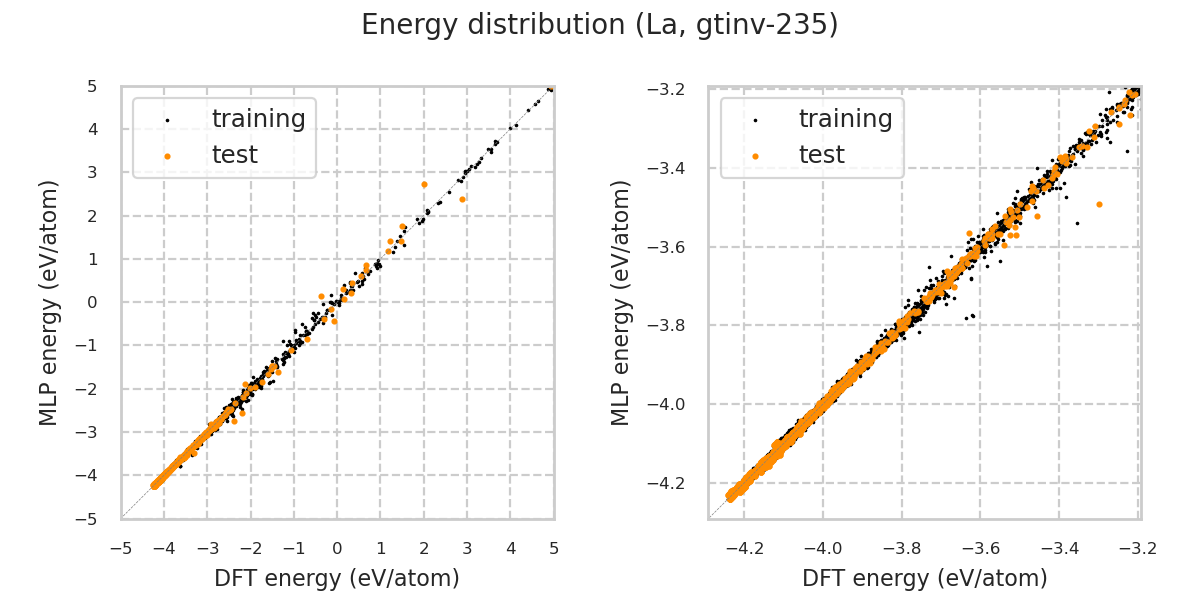 Energy distribution (La, gtinv-235)
MLP energy (eV/atom)
5
4
3
2
1
0
−1
−2
−3
−4
−5
training
test
−5 −4 −3 −2 −1 0 1 2 3 4 5
DFT energy (eV/atom)
MLP energy (eV/atom)
−3.2
−3.4
−3.6
−3.8
−4.0
−4.2
training
test
−4.2 −4.0 −3.8 −3.6 −3.4 −3.2
DFT energy (eV/atom)